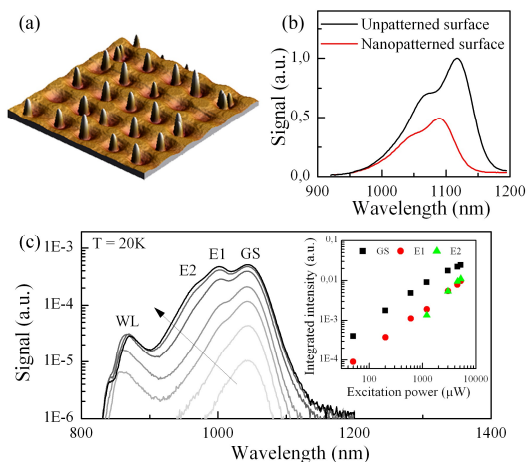 (a)
(b)
Unpatterned surface
Nanopatterned surface
Signal (a.u.)
1,0
0,5
0,0
900 1000 1100 1200
Wavelength (nm)
(c)
T = 20K
WL
E2
E1
GS
Signal (a.u.)
1E-3
1E-4
1E-5
1E-6
800 1000 1200 1400
Wavelength (nm)
GS E1 E2
Integrated intensity (a.u.)
0,1
0,01
1E-3
1E-4
100 1000 10000
Excitation power (μW)